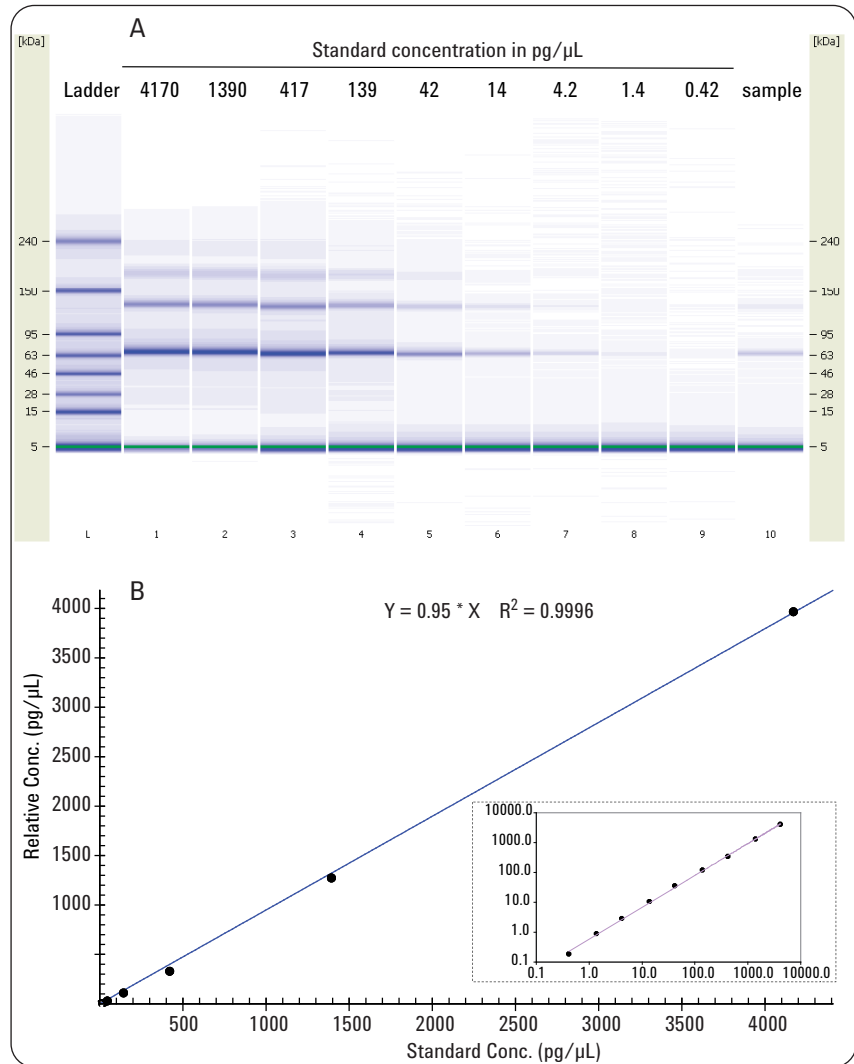 A
[kDa] Standard concentration in pg/µL [kDa]
Ladder 4170 1390 417 139 42 14 4.2 1.4 0.42 sample
240 240
150 150
95 95
63 63
46 46
28 28
15 15
5 5
L 1 2 3 4 5 6 7 8 9 10
B
Y = 0.95 * X R² = 0.9996
Relative Conc. (pg/µL)
4000
3500
3000
2500
2000
1500
1000
500 1000 1500 2000 2500 3000 3500 4000
Standard Conc. (pg/µL)
10000.0
1000.0
100.0
10.0
1.0
0.1
0.1 1.0 10.0 100.0 1000.0 10000.0